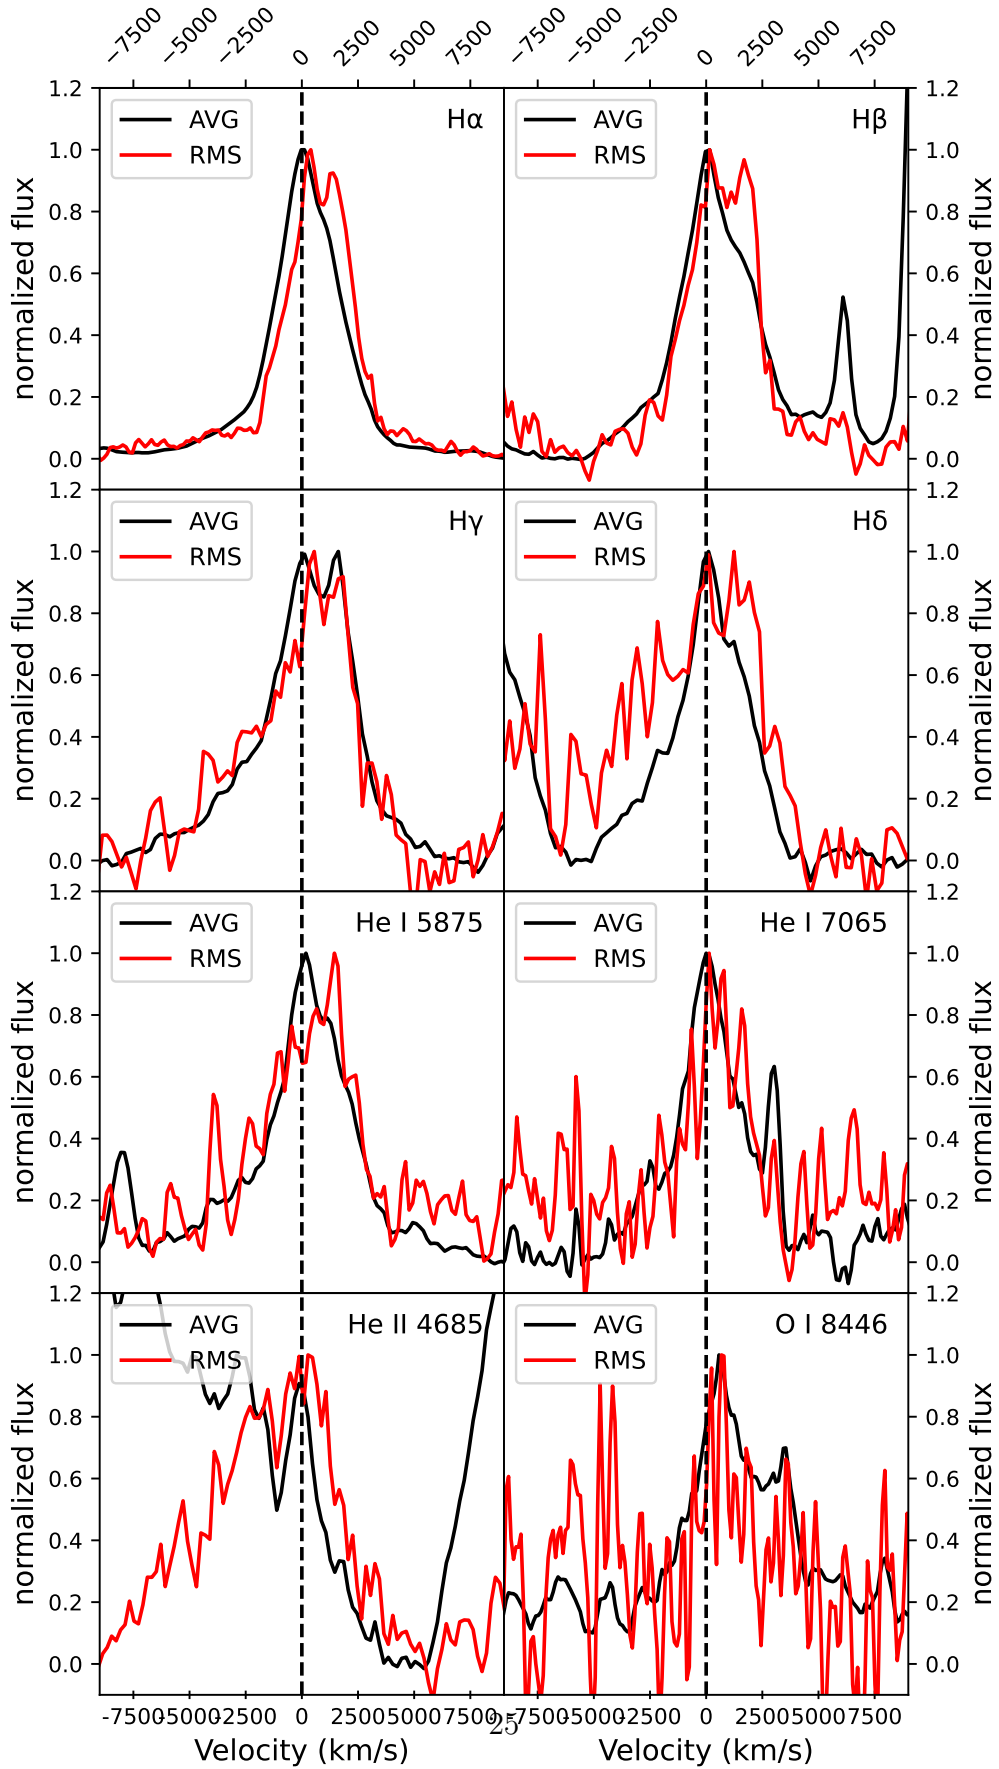 −7500 −5000 −2500 0 2500 5000 7500 −7500 −5000 −2500 0 2500 5000 7500
1.2 1.2
AVG Hα AVG Hβ
RMS RMS
1.0 1.0
0.8 0.8
0.6 0.6
0.4 0.4
0.2 0.2
0.0 0.0
normalized flux normalized flux
1.2 1.2
AVG Hγ AVG Hδ
RMS RMS
1.0 1.0
0.8 0.8
0.6 0.6
0.4 0.4
0.2 0.2
0.0 0.0
normalized flux normalized flux
1.2 1.2
AVG He I 5875 AVG He I 7065
RMS RMS
1.0 1.0
0.8 0.8
0.6 0.6
0.4 0.4
0.2 0.2
0.0 0.0
normalized flux normalized flux
1.2 1.2
AVG He II 4685 AVG O I 8446
RMS RMS
1.0 1.0
0.8 0.8
0.6 0.6
0.4 0.4
0.2 0.2
0.0 0.0
normalized flux normalized flux
-7500 -5000 -2500 0 2500 5000 7500 -7500 -5000 -2500 0 2500 5000 7500
25
Velocity (km/s) Velocity (km/s)